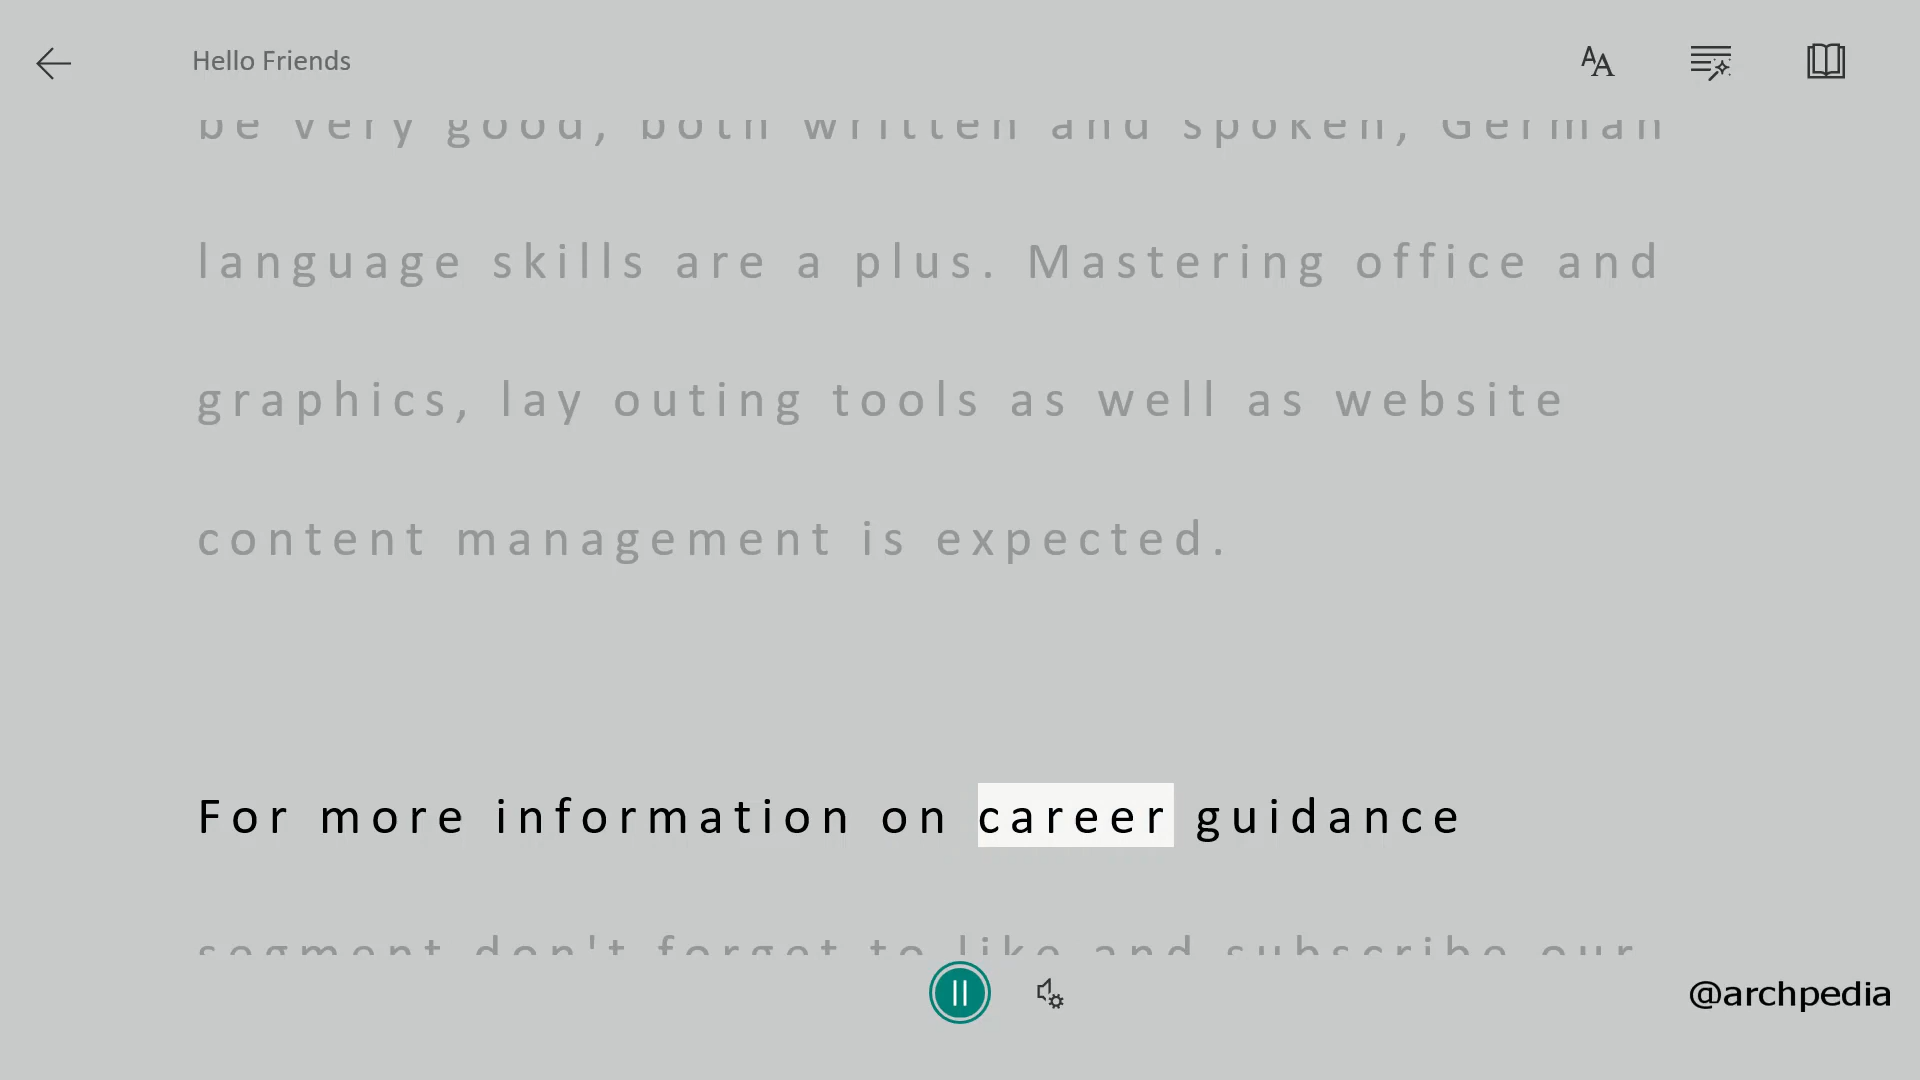 Hello Friends
be very good, both written and spoken, German
language skills are a plus. Mastering office and
graphics, lay outing tools as well as website
content management is expected.
For more information on career guidance
segment don't forget to like and subscribe our
@archpedia